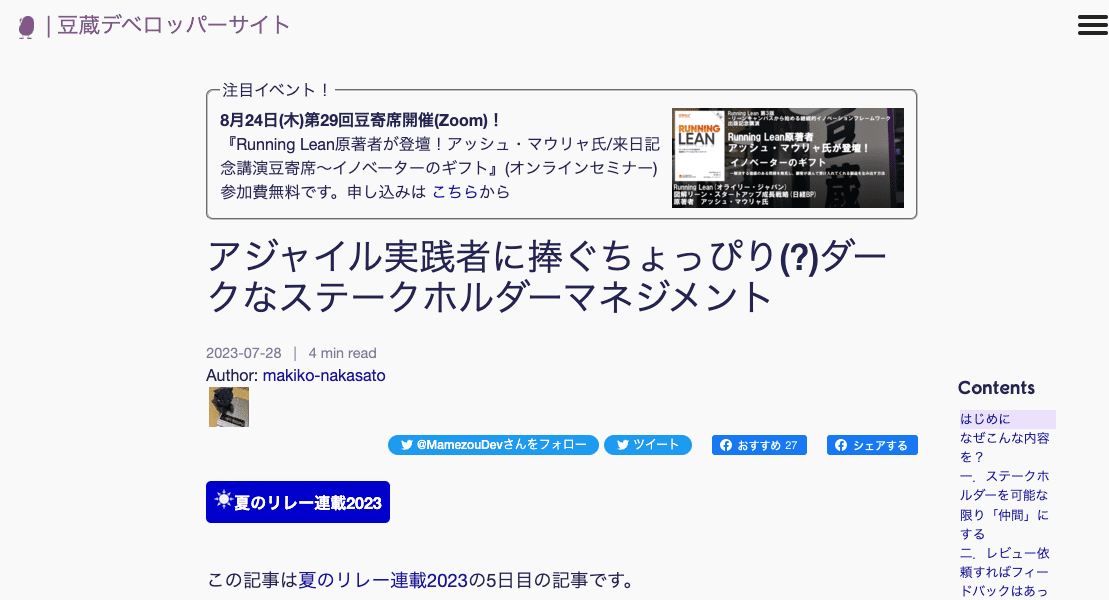 | 豆蔵デベロッパーサイト
注目イベント！
8月24日(木)第29回豆寄席開催(Zoom)！
『Running Lean原著者が登壇！アッシュ・マウリャ氏/来日記
念講演豆寄席〜イノベーターのギフト』(オンラインセミナー)
参加費無料です。申し込みは こちらから
Running Lean 第3版
出版記念講演
RUNNING
LEAN
Running Lean原著者
アッシュ・マウリャ氏が登壇！
イノベーターのギフト
Running Lean (オライリー・ジャパン)
図解リーン・スタートアップ成長戦略 (日経BP)
原著者 アッシュ・マウリャ氏
アジャイル実践者に捧ぐちょっぴり(?)ダー
クなステークホルダーマネジメント
2023-07-28 | 4 min read
Author: makiko-nakasato
@MamezouDevさんをフォロー ツイート おすすめ 27 シェアする
夏のリレー連載2023
この記事は夏のリレー連載2023の5日目の記事です。
Contents
はじめに
なぜこんな内容
を？
一．ステークホ
ルダーを可能な
限り「仲間」に
する
二．レビュー依
頼すればフィー
ドバックはあっ